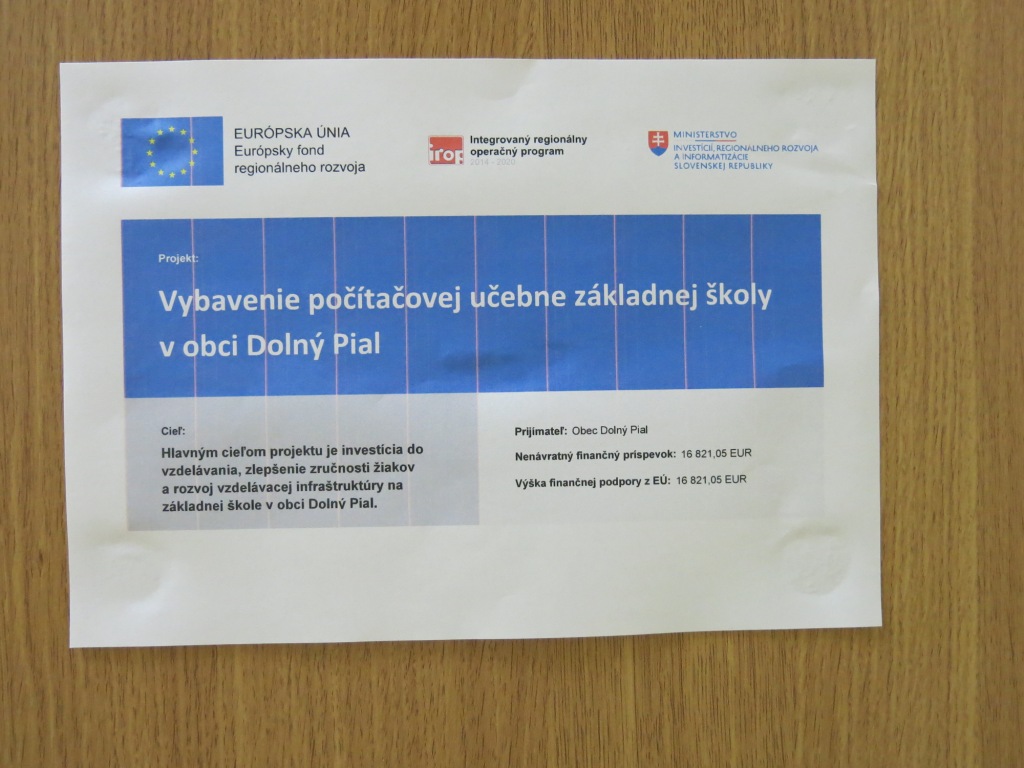 EURÓPSKA ÚNIA
Európsky fond
regionálneho rozvoja
irop
Integrovaný regionálny
operačný program
2014 - 2020
MINISTERSTVO
INVESTÍCIÍ, REGIONÁLNEHO ROZVOJA
A INFORMATIZÁCIE
SLOVENSKEJ REPUBLIKY
Projekt:
Vybavenie počítačovej učebne základnej školy
v obci Dolný Pial
Cieľ:
Hlavným cieľom projektu je investícia do
vzdelávania, zlepšenie zručnosti žiakov
a rozvoj vzdelávacej infraštruktúry na
základnej škole v obci Dolný Pial.
Prijímateľ: Obec Dolný Pial
Nenávratný finančný príspevok: 16 821,05 EUR
Výška finančnej podpory z EÚ: 16 821,05 EUR